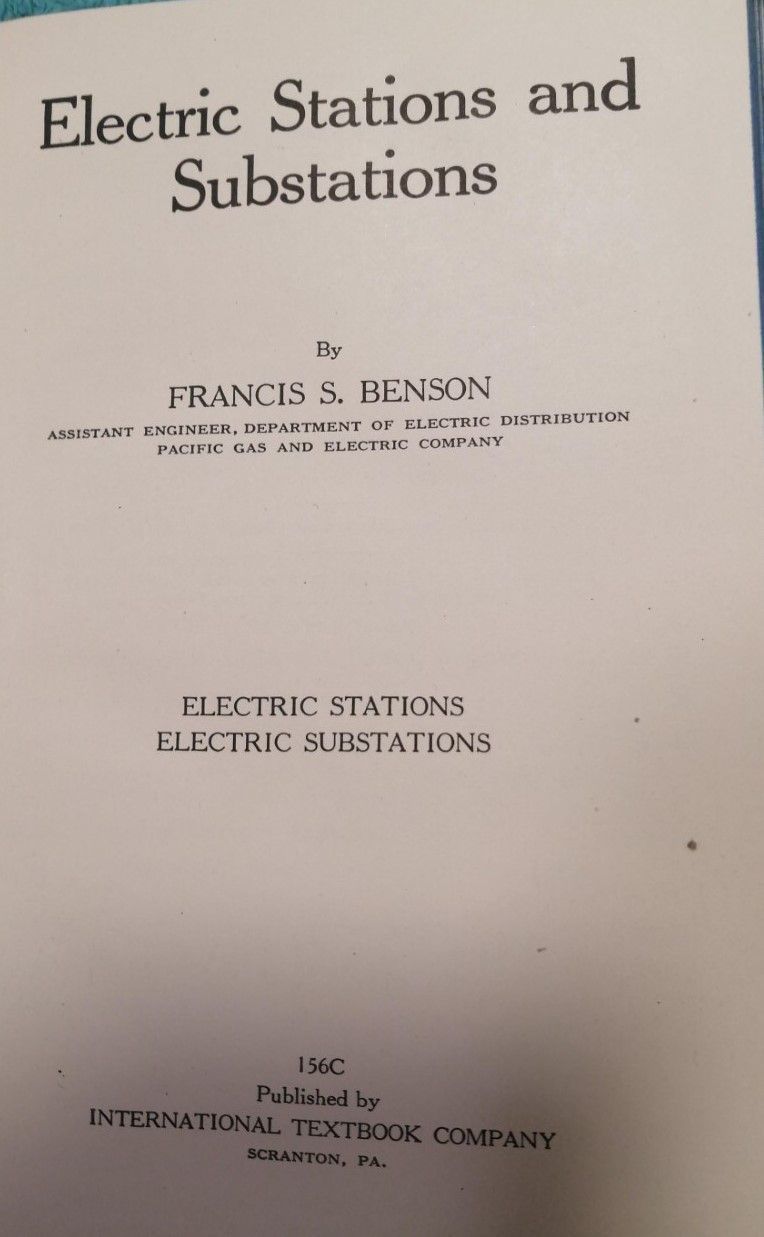 Electric Stations and
Substations
By
FRANCIS S. BENSON
ASSISTANT ENGINEER, DEPARTMENT OF ELECTRIC DISTRIBUTION
PACIFIC GAS AND ELECTRIC COMPANY
ELECTRIC STATIONS
ELECTRIC SUBSTATIONS
156C
Published by
INTERNATIONAL TEXTBOOK COMPANY
SCRANTON, PA.